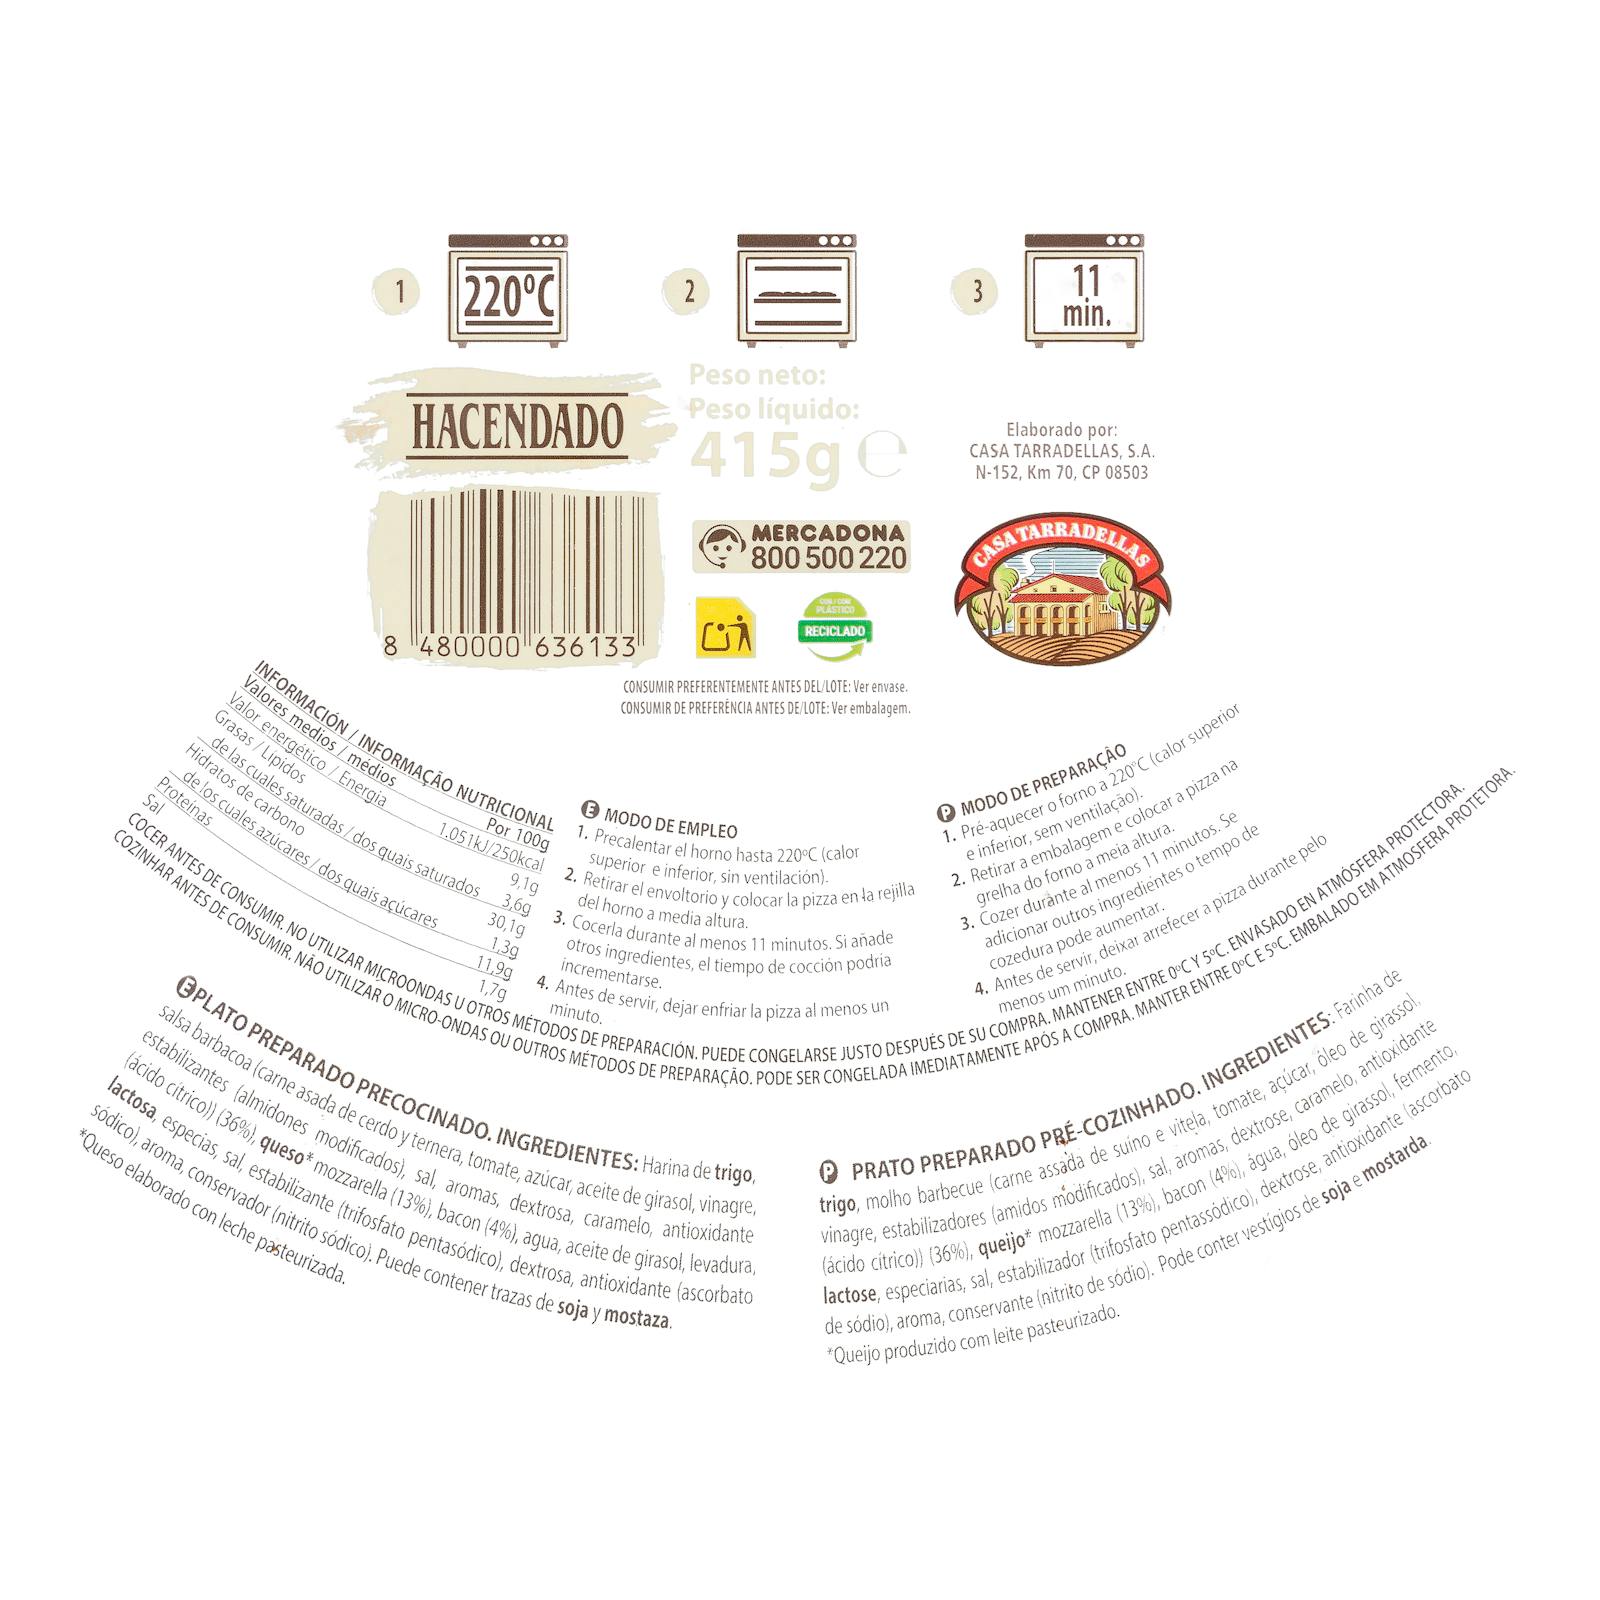 1
220ºC
2
3
11
min.
HACENDADO
Peso neto:
Peso líquido:
415g e
Elaborado por:
CASA TARRADELLAS, S.A.
N-152, Km 70, CP 08503
MERCADONA
800 500 220
CASA TARRADELLAS
CON / COM
PLÁSTICO
RECICLADO
8 480000 636133
CONSUMIR PREFERENTEMENTE ANTES DEL/LOTE: Ver envase.
CONSUMIR DE PREFERÊNCIA ANTES DE/LOTE: Ver embalagem.
INFORMACIÓN / INFORMAÇÃO NUTRICIONAL
Valores medios / médios Por 100g
Valor energético / Energia 1.051kJ/250kcal
Grasas / Lípidos 9,1g
de las cuales saturadas / dos quais saturados 3,6g
Hidratos de carbono 30,1g
de los cuales azúcares / dos quais açúcares 1,3g
Proteínas 11,9g
Sal 1,7g
E MODO DE EMPLEO
1. Precalentar el horno hasta 220ºC (calor
superior e inferior, sin ventilación).
2. Retirar el envoltorio y colocar la pizza en la rejilla
del horno a media altura.
3. Cocerla durante al menos 11 minutos. Si añade
otros ingredientes, el tiempo de cocción podría
incrementarse.
4. Antes de servir, dejar enfriar la pizza al menos un
minuto.
P MODO DE PREPARAÇÃO
1. Pré-aquecer o forno a 220ºC (calor superior
e inferior, sem ventilação).
2. Retirar a embalagem e colocar a pizza na
grelha do forno a meia altura.
3. Cozer durante al menos 11 minutos. Se
adicionar outros ingredientes o tempo de
cozedura pode aumentar.
4. Antes de servir, deixar arrefecer a pizza durante pelo
menos um minuto.
COCER ANTES DE CONSUMIR. NO UTILIZAR MICROONDAS U OTROS MÉTODOS DE PREPARACIÓN. PUEDE CONGELARSE JUSTO DESPUÉS DE SU COMPRA. MANTENER ENTRE 0ºC Y 5ºC. ENVASADO EN ATMÓSFERA PROTECTORA.
COZINHAR ANTES DE CONSUMIR. NÃO UTILIZAR O MICRO-ONDAS OU OUTROS MÉTODOS DE PREPARAÇÃO. PODE SER CONGELADA IMEDIATAMENTE APÓS A COMPRA. MANTER ENTRE 0ºC E 5ºC. EMBALADO EM ATMOSFERA PROTETORA.
E PLATO PREPARADO PRECOCINADO. INGREDIENTES: Harina de trigo,
salsa barbacoa (carne asada de cerdo y ternera, tomate, azúcar, aceite de girasol, vinagre,
estabilizantes (almidones modificados), sal, aromas, dextrosa, caramelo, antioxidante
(ácido cítrico)) (36%), queso* mozzarella (13%), bacon (4%), agua, aceite de girasol, levadura,
lactosa, especias, sal, estabilizante (trifosfato pentasódico), dextrosa, antioxidante (ascorbato
sódico), aroma, conservador (nitrito sódico). Puede contener trazas de soja y mostaza.
*Queso elaborado con leche pasteurizada.
P PRATO PREPARADO PRÉ-COZINHADO. INGREDIENTES: Farinha de
trigo, molho barbecue (carne assada de suíno e vitela, tomate, açúcar, óleo de girassol,
vinagre, estabilizadores (amidos modificados), sal, aromas, dextrose, caramelo, antioxidante
(ácido cítrico)) (36%), queijo* mozzarella (13%), bacon (4%), água, óleo de girassol, fermento,
lactose, especiarias, sal, estabilizador (trifosfato pentassódico), dextrose, antioxidante (ascorbato
de sódio), aroma, conservante (nitrito de sódio). Pode conter vestígios de soja e mostarda.
*Queijo produzido com leite pasteurizado.